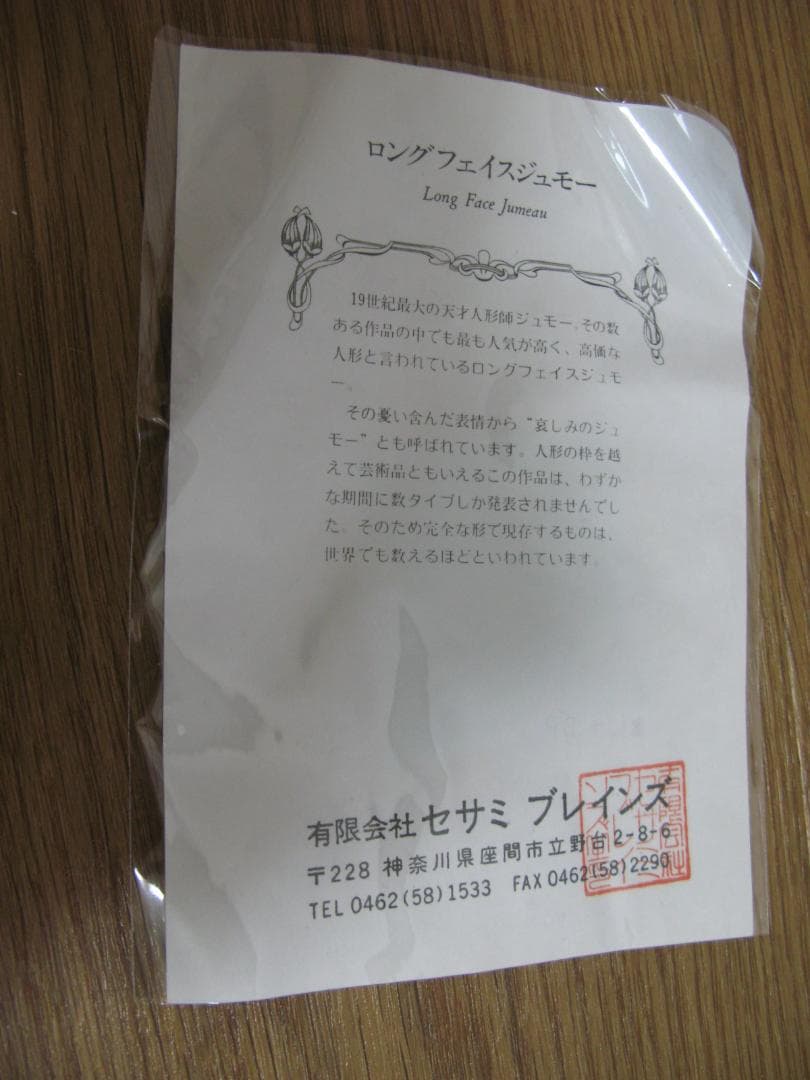 ロングフェイスジュモー
Long Face Jumeau
19世紀最大の天才人形師ジュモー。その数
ある作品の中でも最も人気が高く、高価な
人形と言われているロングフェイスジュモ
ー。
その憂い含んだ表情から“哀しみのジュ
モー”とも呼ばれています。人形の枠を越
えて芸術品ともいえるこの作品は、わずか
な期間に数タイプしか発表されませんでし
た。そのため完全な形で現存するものは、
世界でも数えるほどといわれています。
有限会社 セサミ ブレインズ
〒228 神奈川県座間市立野台2-8-6
TEL 0462(58)1533 FAX 0462(58)2290